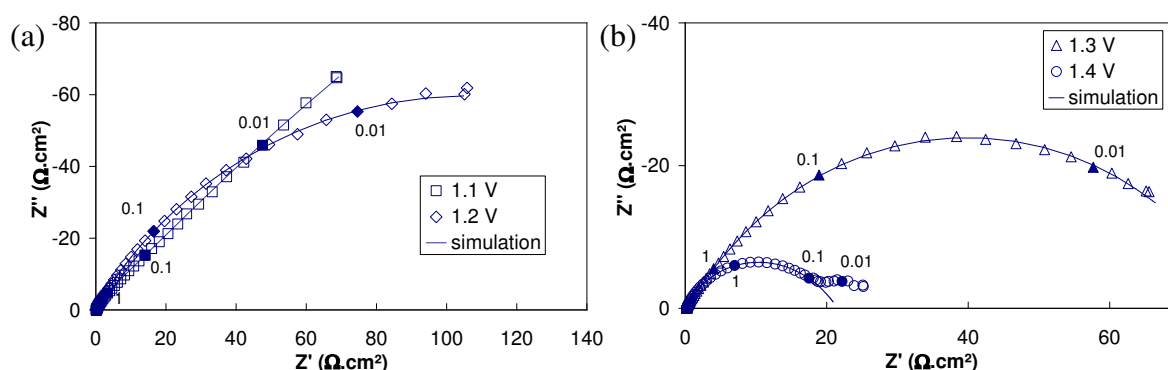 (a)
-80
-60
-40
-20
0
Z'' (Ω.cm²)
0.01
0.01
0.1
0.1
1
1.1 V
1.2 V
simulation
0 20 40 60 80 100 120 140
Z' (Ω.cm²)
(b)
-40
-20
0
Z'' (Ω.cm²)
1.3 V
1.4 V
simulation
0.1
0.01
1
1
0.1
0.01
0 20 40 60
Z' (Ω.cm²)